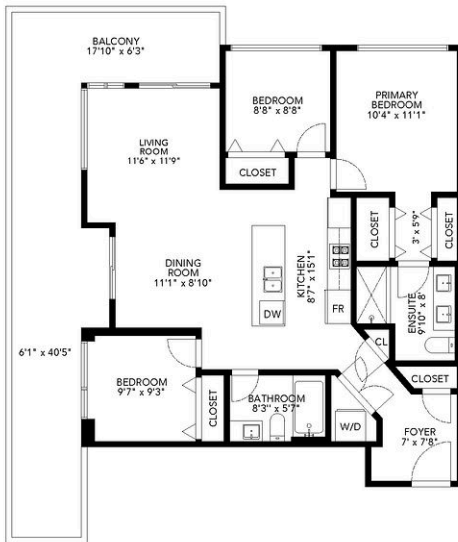 BALCONY
17'10" x 6'3"
BEDROOM
8'8" x 8'8"
PRIMARY
BEDROOM
10'4" x 11'1"
LIVING
ROOM
11'6" x 11'9"
CLOSET
CLOSET
3' x 5'9"
CLOSET
DINING
ROOM
11'1" x 8'10"
KITCHEN
8'7" x 15'1"
DW
FR
ENSUITE
9'10" x 8'
6'1" x 40'5"
CL
BEDROOM
9'7" x 9'3"
CLOSET
BATHROOM
8'3" x 5'7"
CLOSET
W/D
FOYER
7' x 7'8"